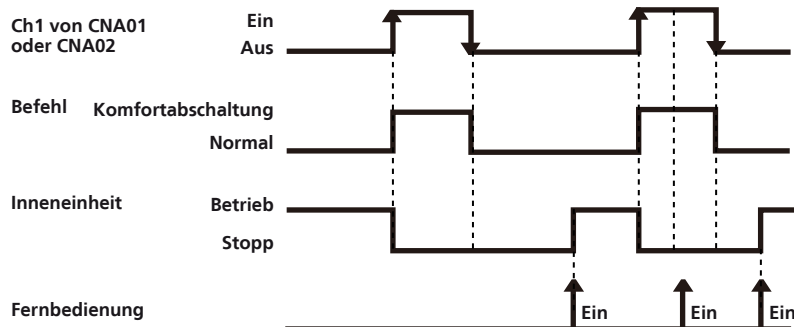 Ch1 von CNA01
oder CNA02
Ein
Aus
Befehl Komfortabschaltung
Normal
Inneneinheit Betrieb
Stopp
Fernbedienung Ein Ein Ein